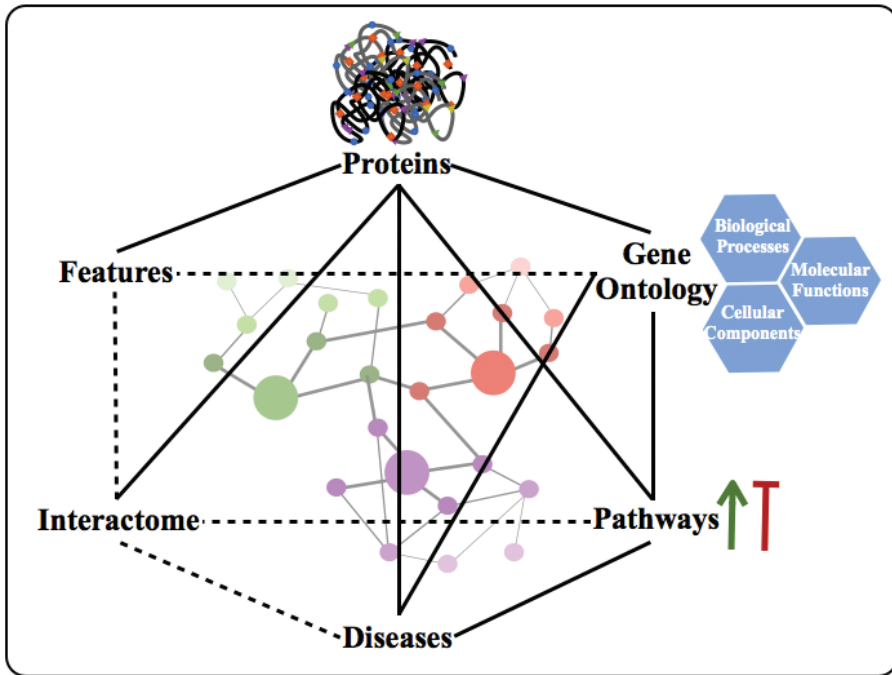 Proteins
Features
Gene
Ontology
Biological
Processes
Molecular
Functions
Cellular
Components
Interactome
Pathways
Diseases